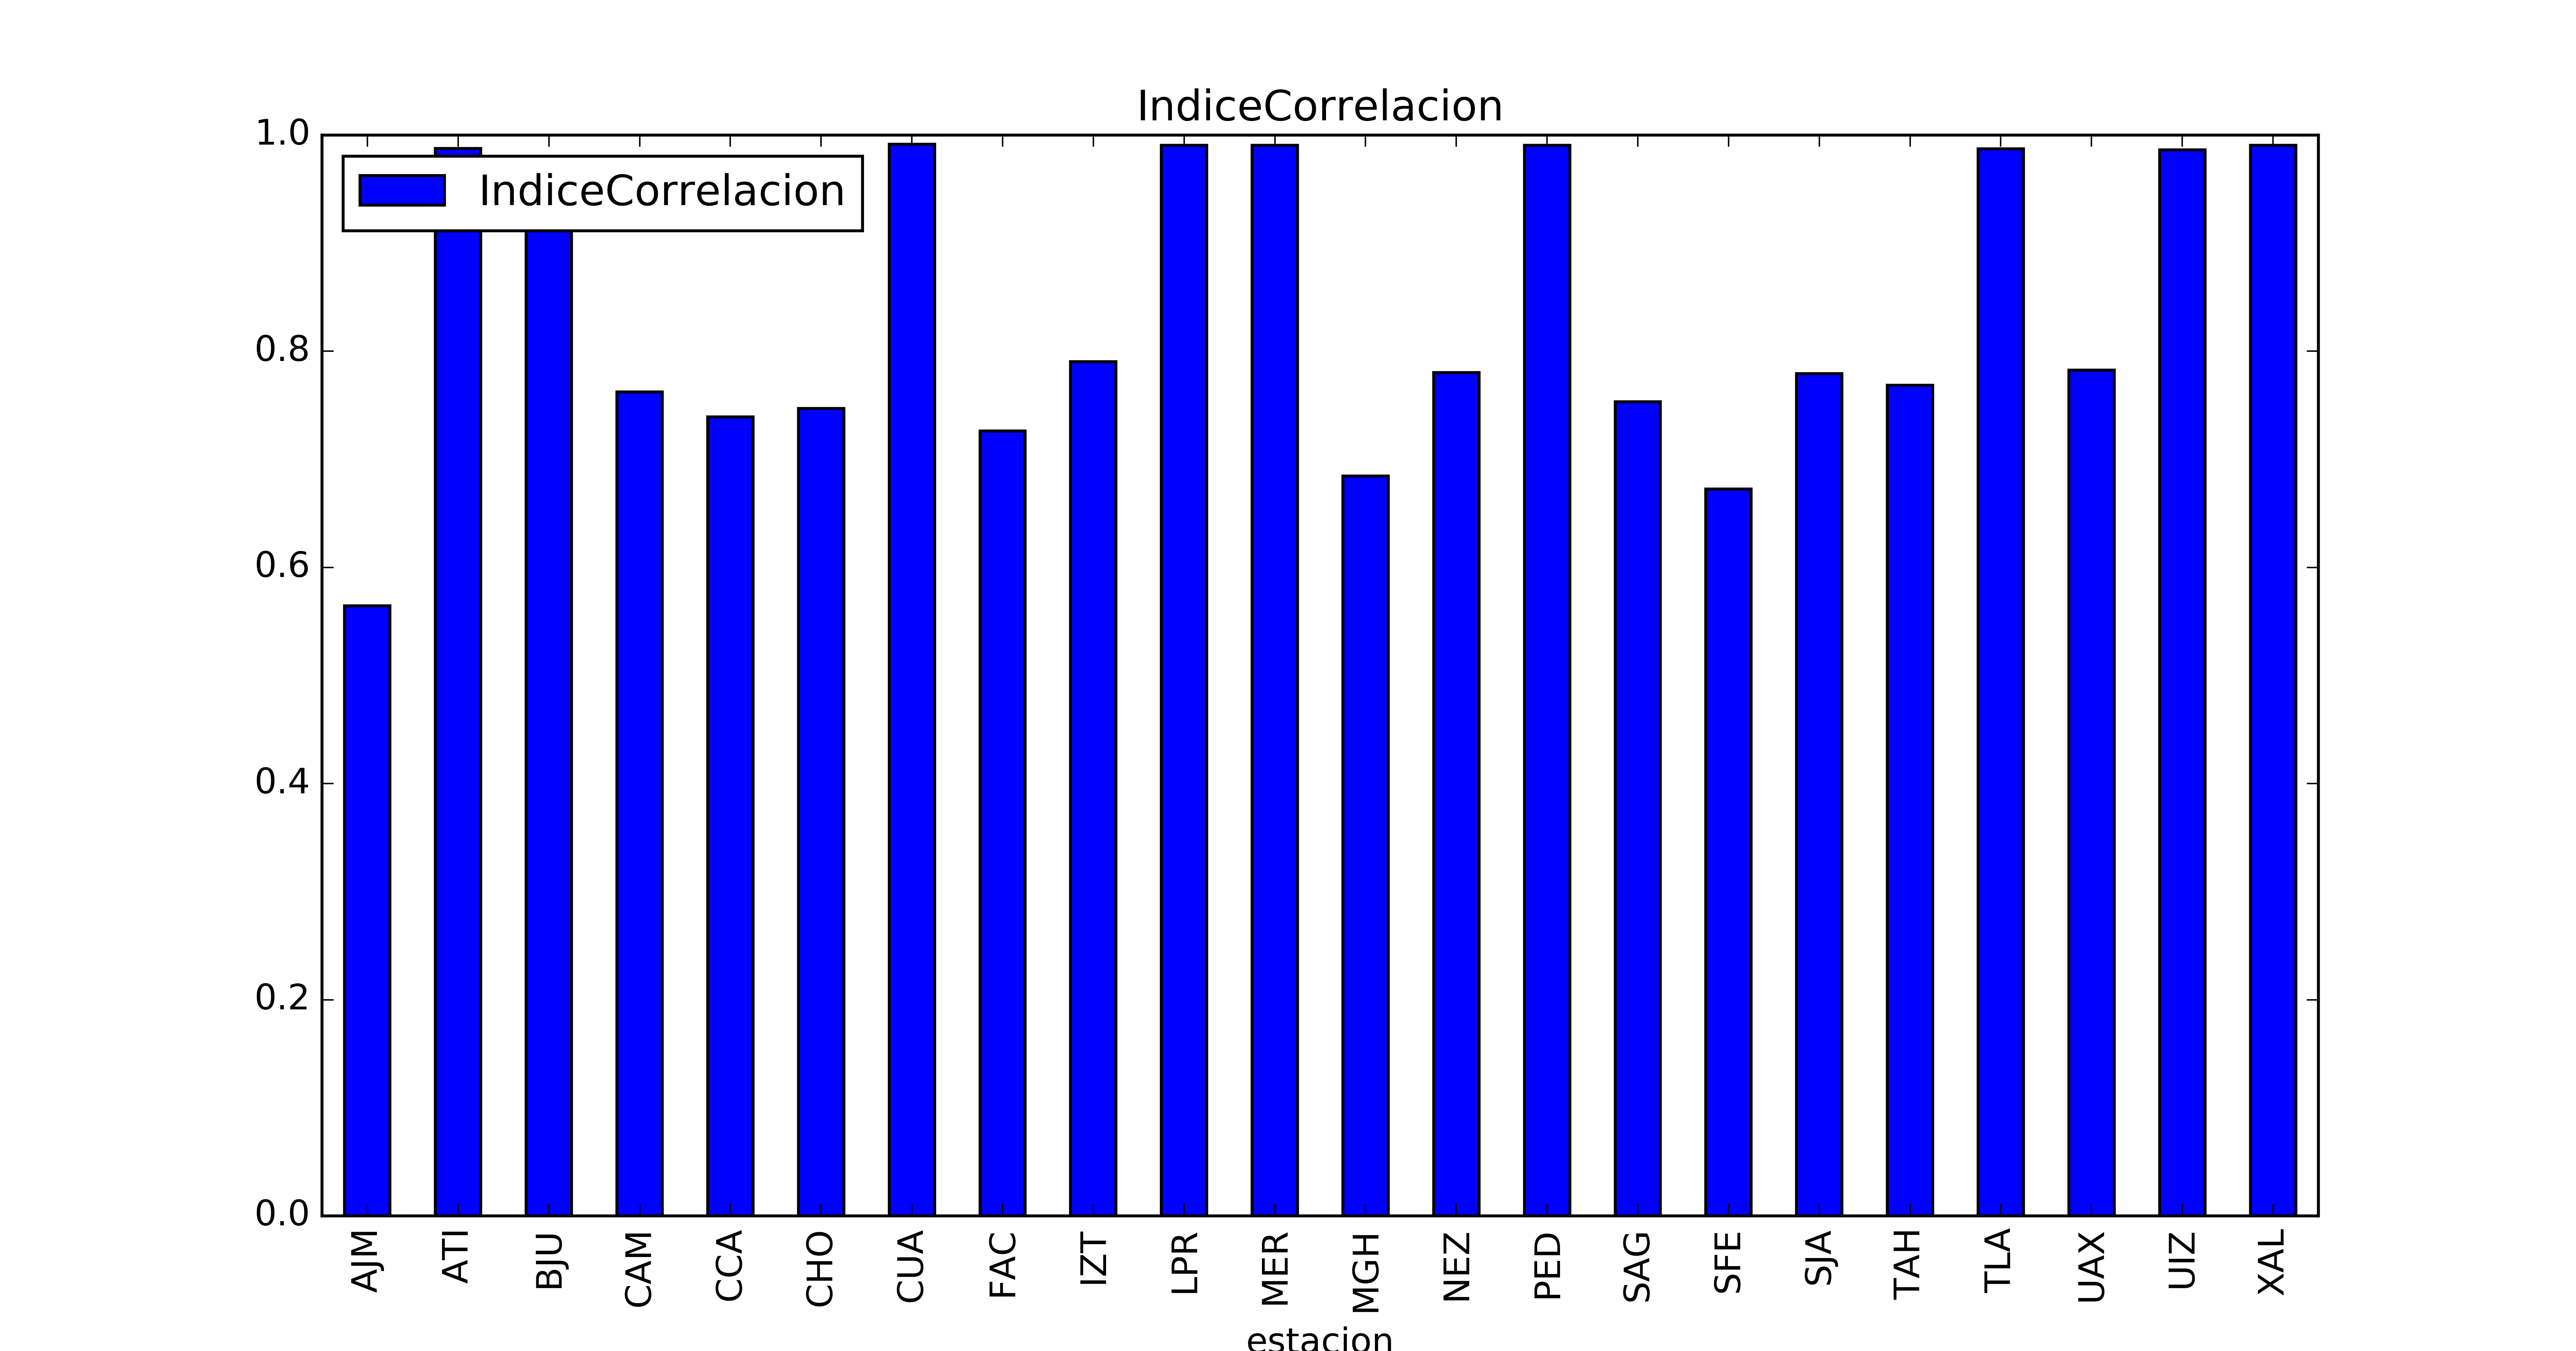 IndiceCorrelacion
1.0
IndiceCorrelacion
0.8
0.6
0.4
0.2
0.0
AJM ATI BJU CAM CCA CHO CUA FAC IZT LPR MER MGH NEZ PED SAG SFE SJA TAH TLA UAX UIZ XAL
estacion